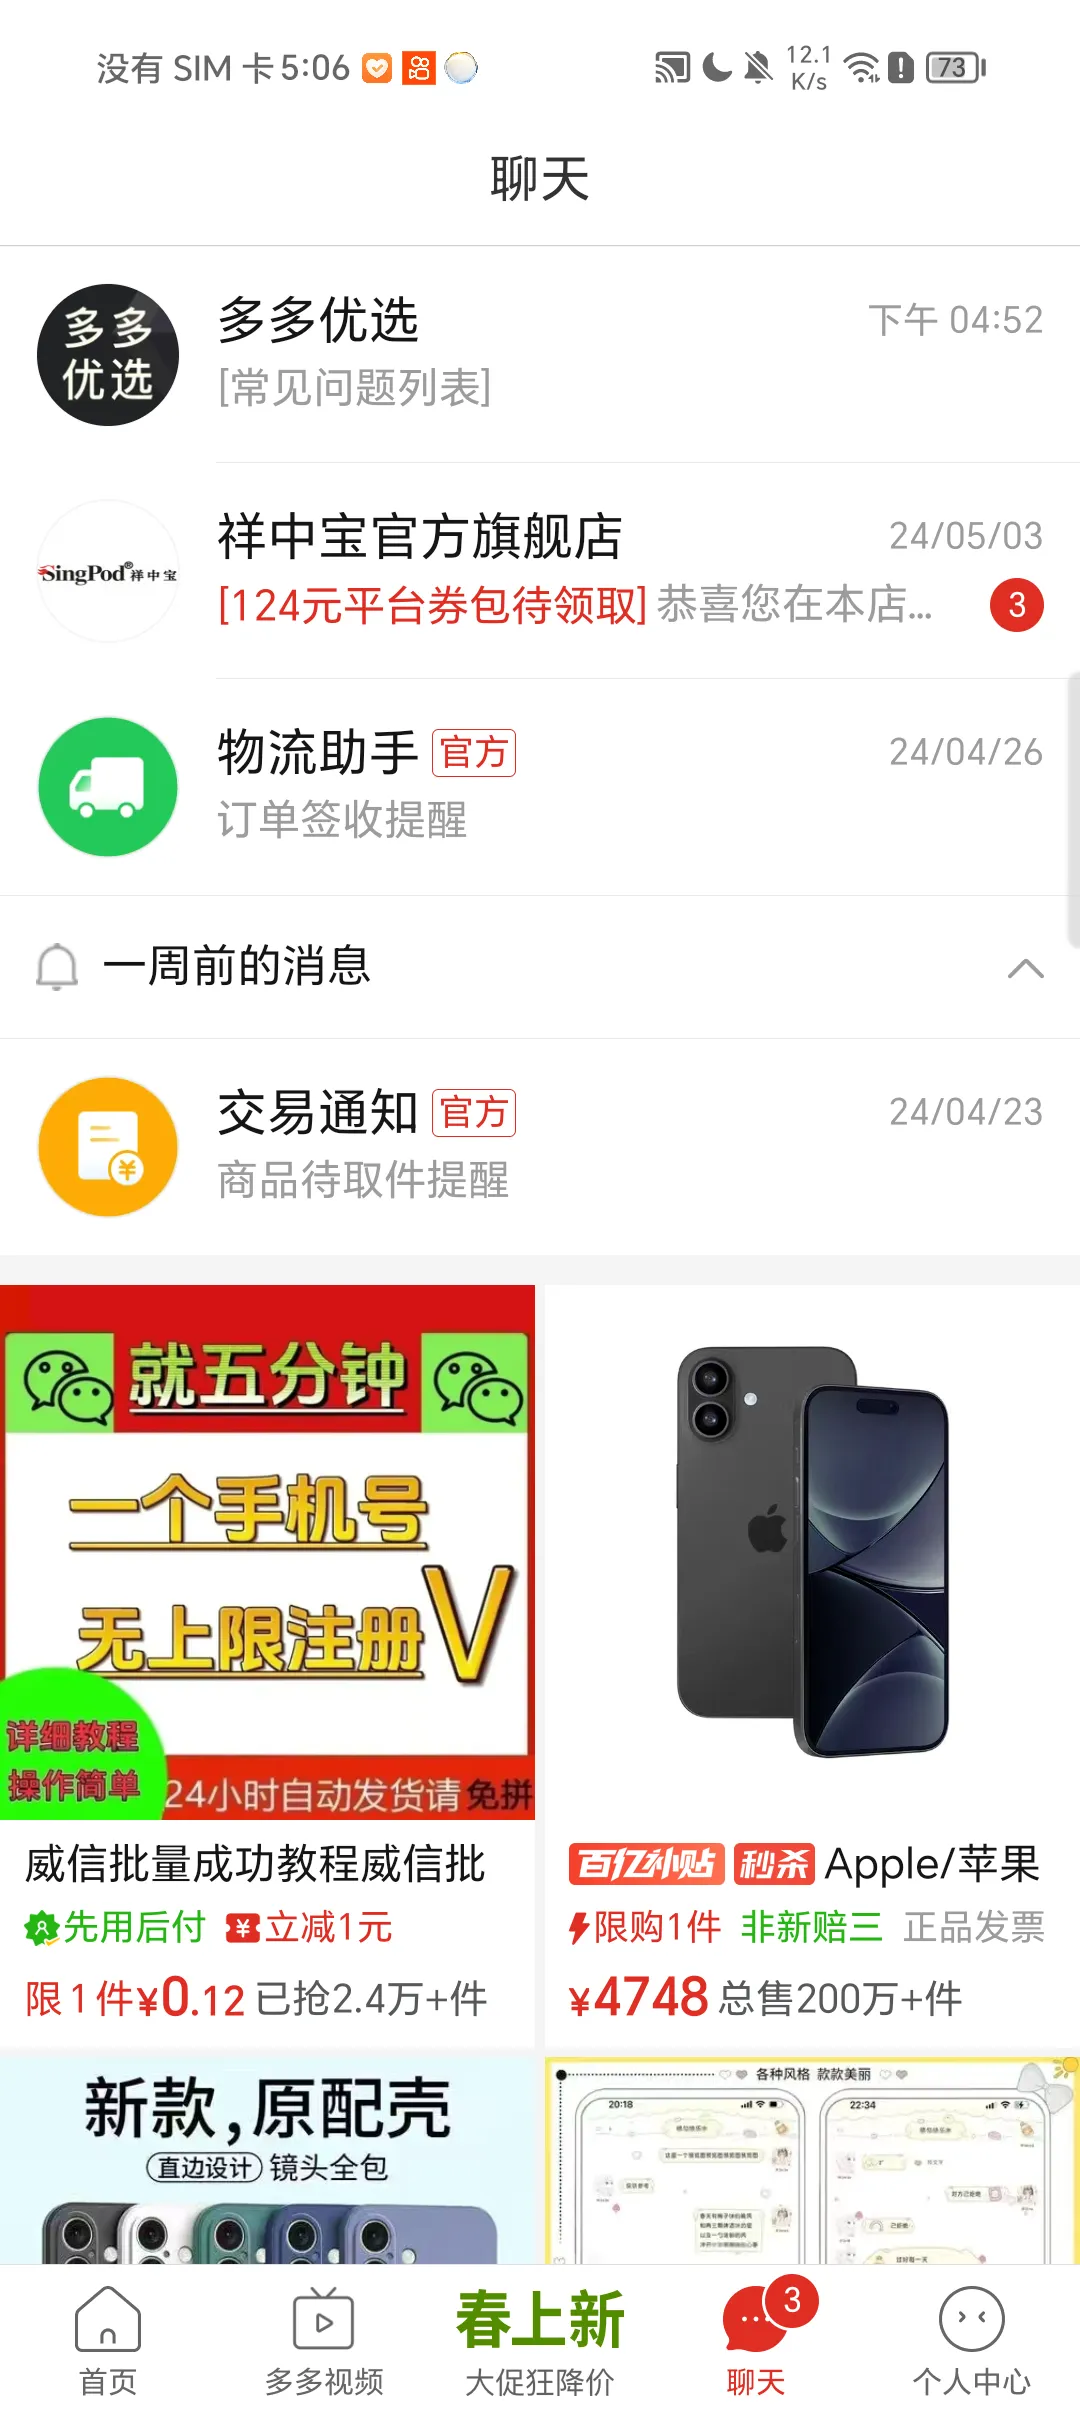 没有 SIM 卡 5:06
12.1 K/s
73
聊天
多多优选
多多优选
下午 04:52
[常见问题列表]
SingPod®祥中宝
祥中宝官方旗舰店
24/05/03
[124元平台券包待领取] 恭喜您在本店...
3
物流助手 官方
24/04/26
订单签收提醒
一周前的消息
交易通知 官方
24/04/23
商品待取件提醒
就五分钟
一个手机号
无上限注册V
详细教程
操作简单
24小时自动发货请免拼
威信批量成功教程威信批
先用后付 立减1元
限1件¥0.12 已抢2.4万+件
百亿补贴 秒杀 Apple/苹果
限购1件 非新赔三 正品发票
¥4748 总售200万+件
新款,原配壳
直边设计 镜头全包
各种风格 款款美丽
20:18
22:34
春上新
3
首页
多多视频
大促狂降价
聊天
个人中心